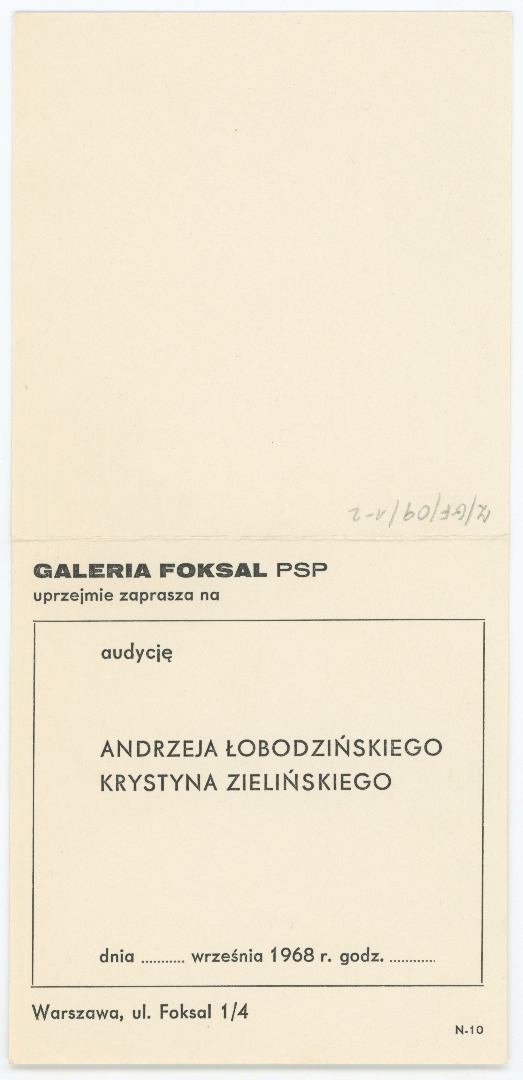 Z/GF/09/1-2
GALERIA FOKSAL PSP
uprzejmie zaprasza na
audycję
ANDRZEJA ŁOBODZIŃSKIEGO
KRYSTYNA ZIELIŃSKIEGO
dnia ........... września 1968 r. godz. ............
Warszawa, ul. Foksal 1/4
N-10